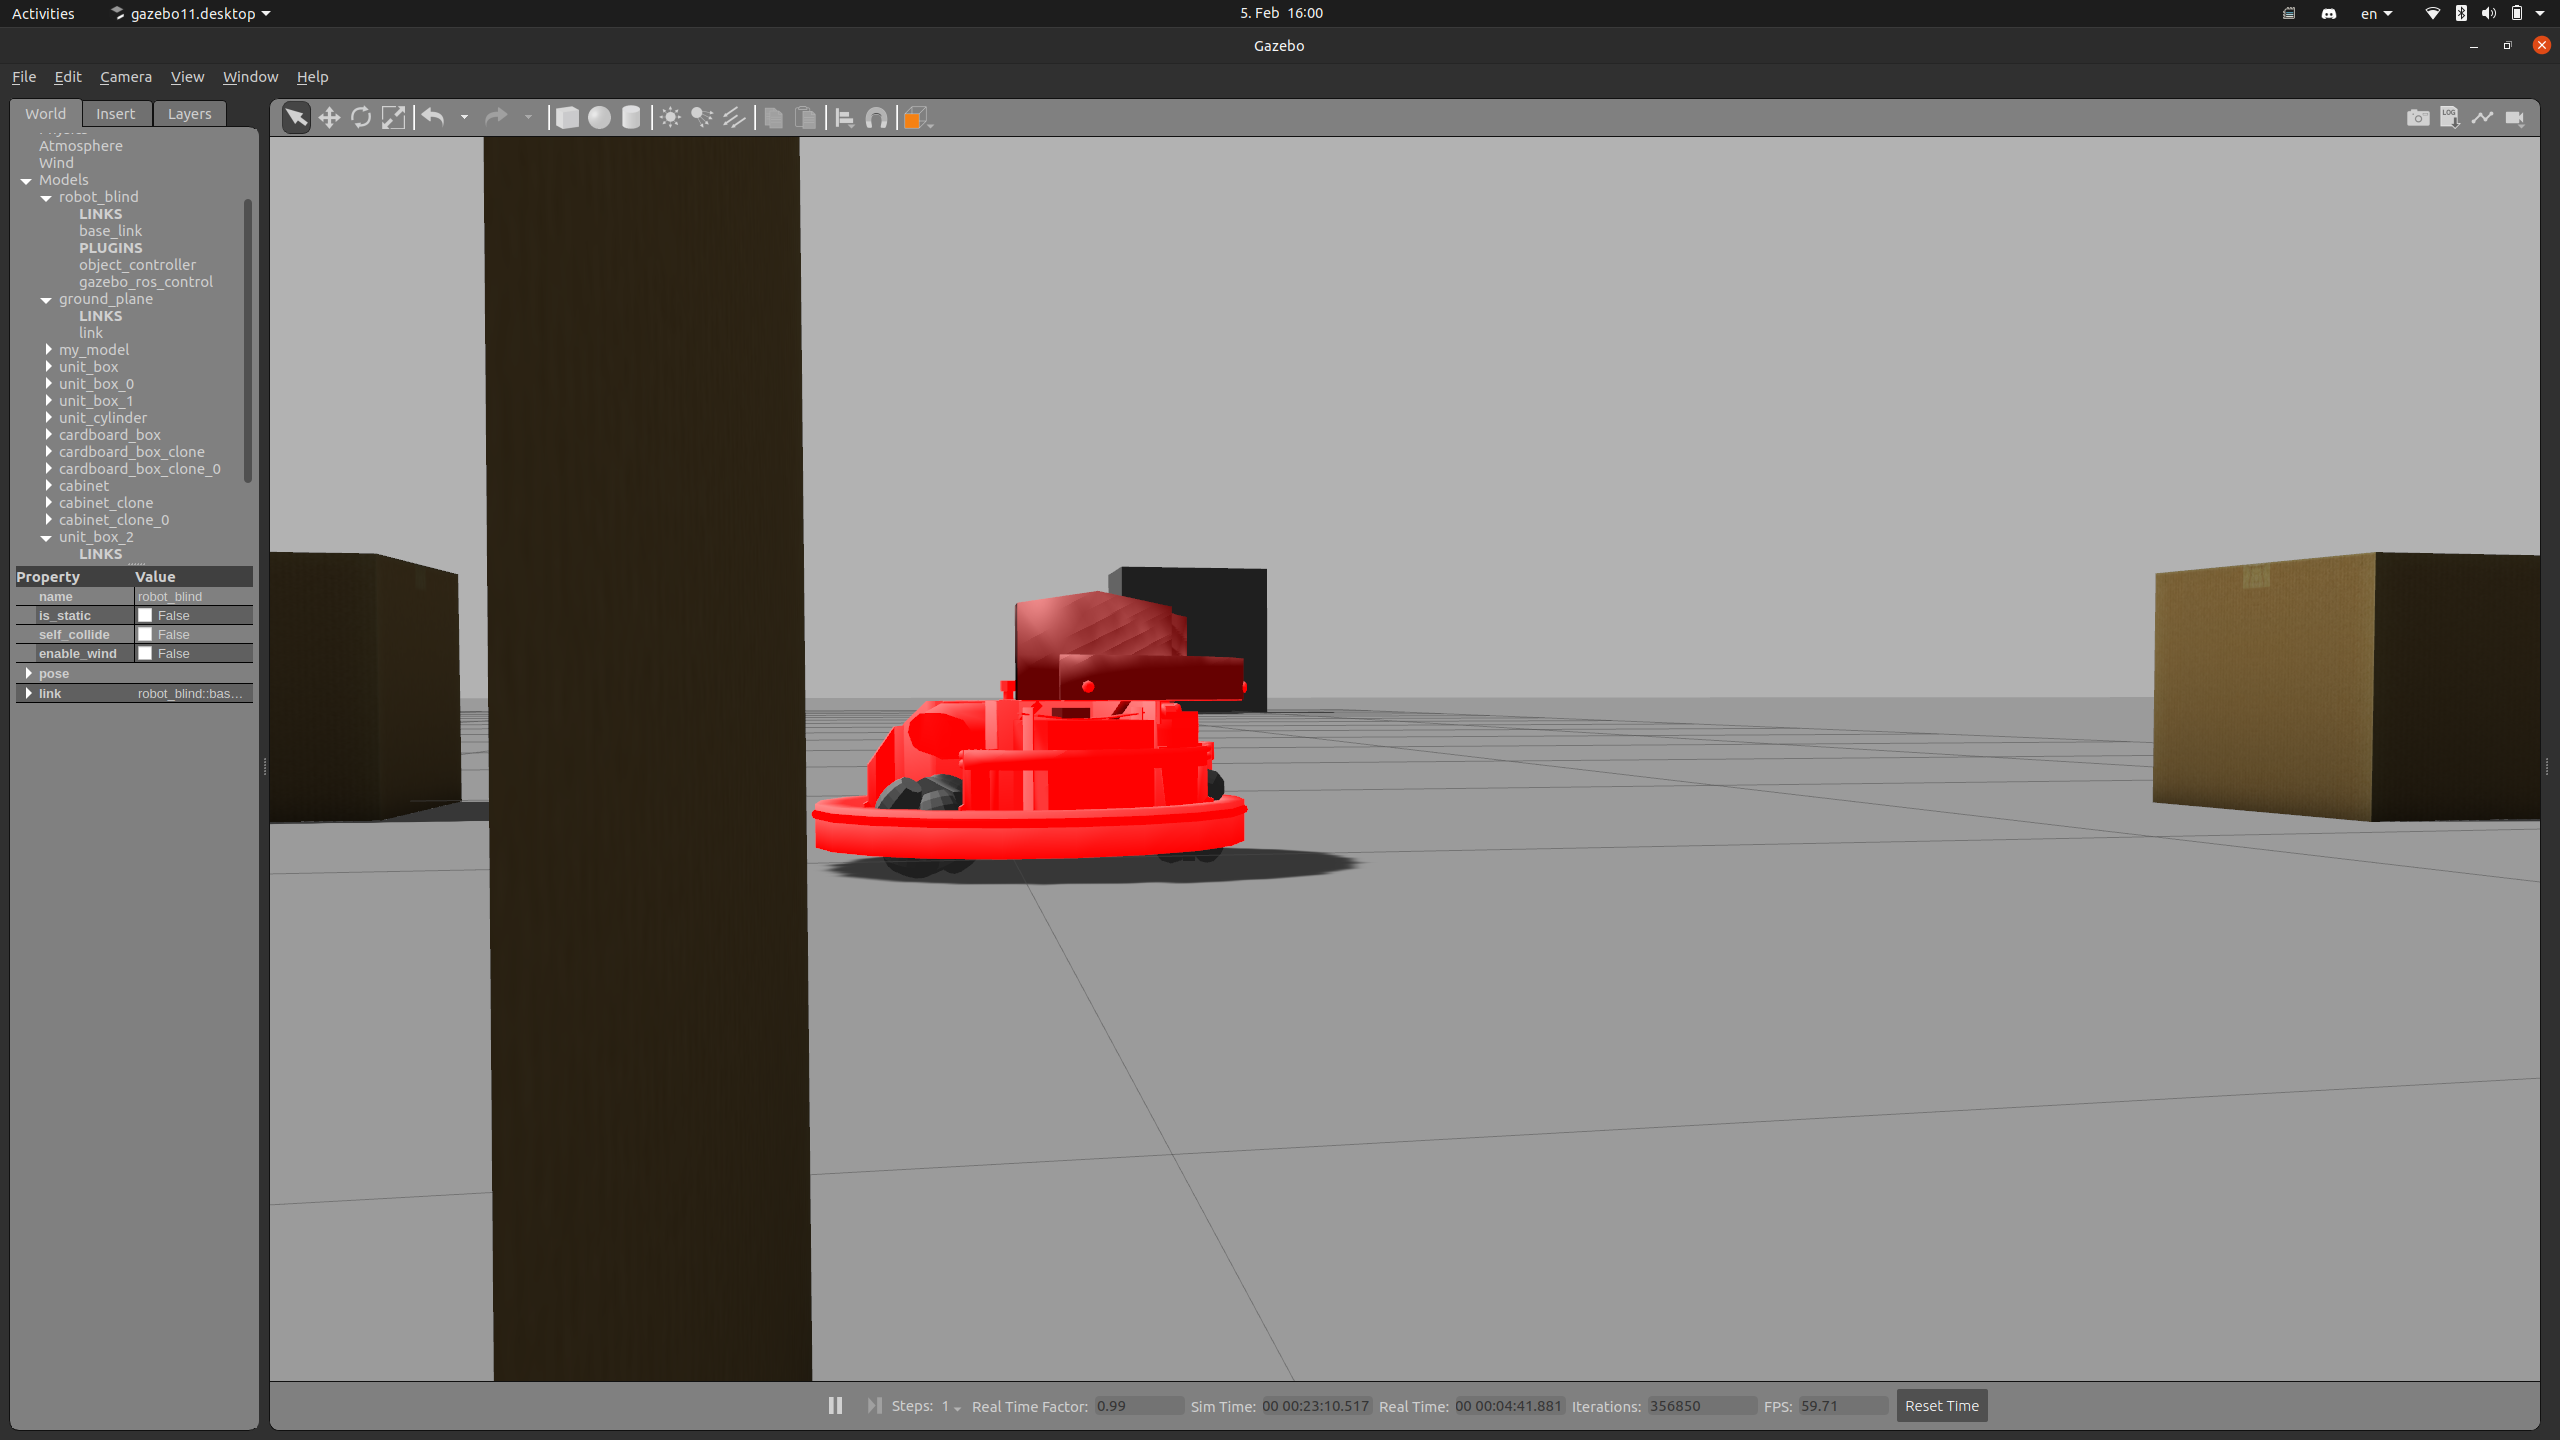 Activities gazebo11.desktop 5. Feb 16:00 en
Gazebo
File Edit Camera View Window Help
World Insert Layers
Atmosphere
Wind
Models
robot_blind
LINKS
base_link
PLUGINS
object_controller
gazebo_ros_control
ground_plane
LINKS
link
my_model
unit_box
unit_box_0
unit_box_1
unit_cylinder
cardboard_box
cardboard_box_clone
cardboard_box_clone_0
cabinet
cabinet_clone
cabinet_clone_0
unit_box_2
LINKS
Property Value
name robot_blind
is_static False
self_collide False
enable_wind False
pose
link robot_blind::bas...
LOG
Steps: 1 Real Time Factor: 0.99 Sim Time: 00 00:23:10.517 Real Time: 00 00:04:41.881 Iterations: 356850 FPS: 59.71 Reset Time